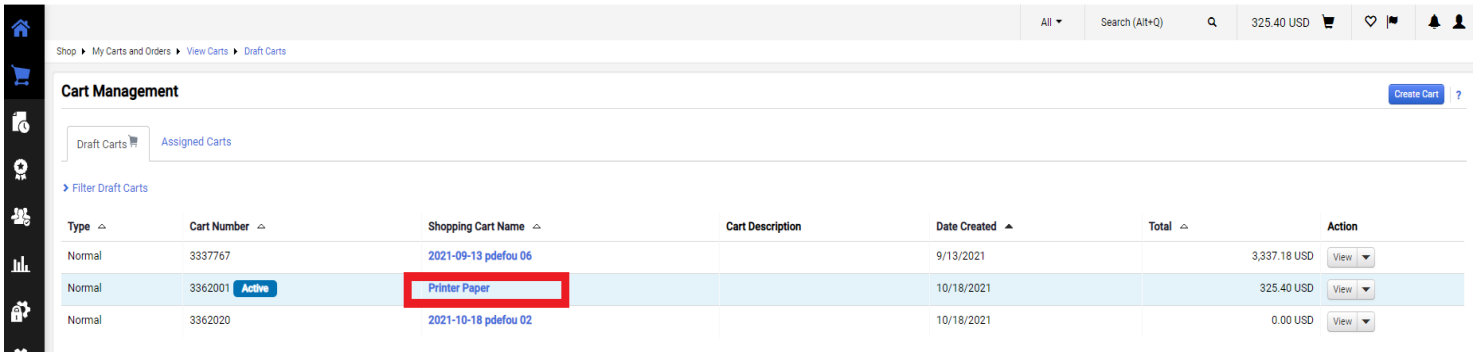 All Search (Alt+Q) 325.40 USD
Shop My Carts and Orders View Carts Draft Carts
Cart Management
Create Cart ?
Draft Carts Assigned Carts
Filter Draft Carts
Type Cart Number Shopping Cart Name Cart Description Date Created Total Action
Normal 3337767 2021-09-13 pdefou 06 9/13/2021 3,337.18 USD View
Normal 3362001 Active Printer Paper 10/18/2021 325.40 USD View
Normal 3362020 2021-10-18 pdefou 02 10/18/2021 0.00 USD View